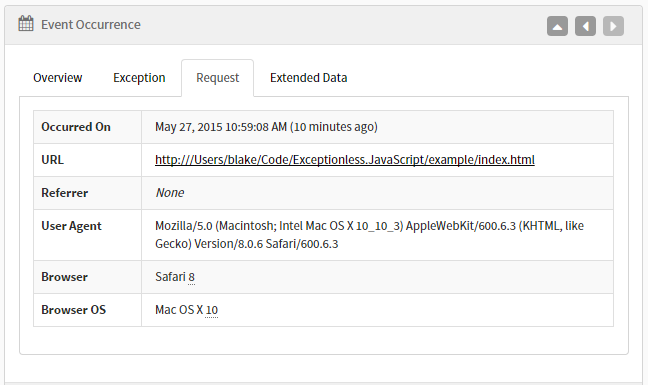 Event Occurrence
Overview Exception Request Extended Data
Occurred On May 27, 2015 10:59:08 AM (10 minutes ago)
URL http:///Users/blake/Code/Exceptionless.JavaScript/example/index.html
Referrer None
User Agent Mozilla/5.0 (Macintosh; Intel Mac OS X 10_10_3) AppleWebKit/600.6.3 (KHTML, like
Gecko) Version/8.0.6 Safari/600.6.3
Browser Safari 8
Browser OS Mac OS X 10